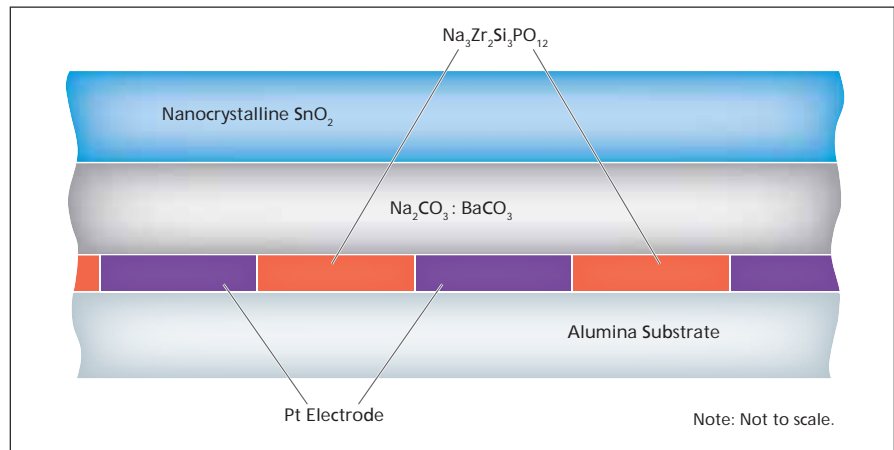 Na₃Zr₂Si₃PO₁₂
Nanocrystalline SnO₂
Na₂CO₃ : BaCO₃
Alumina Substrate
Pt Electrode
Note: Not to scale.